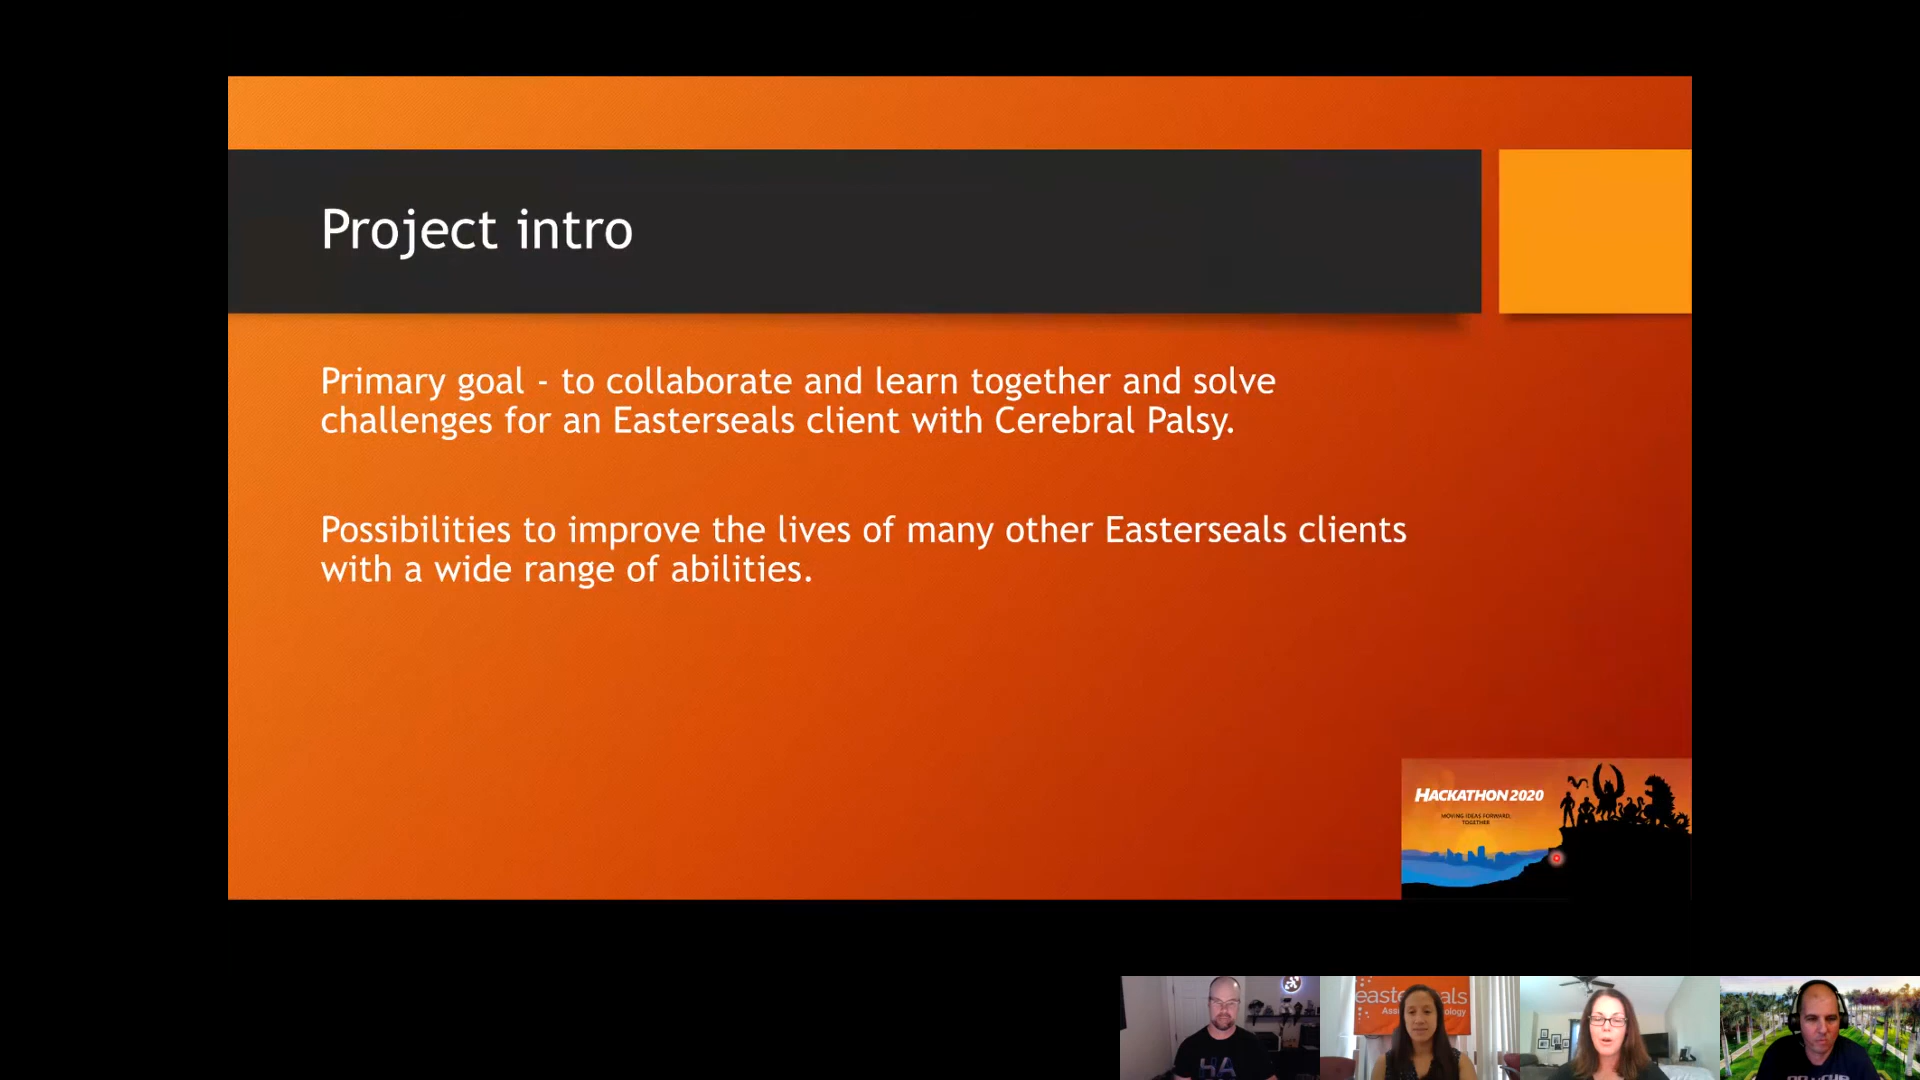 Project intro
Primary goal - to collaborate and learn together and solve
challenges for an Easterseals client with Cerebral Palsy.
Possibilities to improve the lives of many other Easterseals clients
with a wide range of abilities.
HACKATHON 2020
MOVING IDEAS FORWARD,
TOGETHER